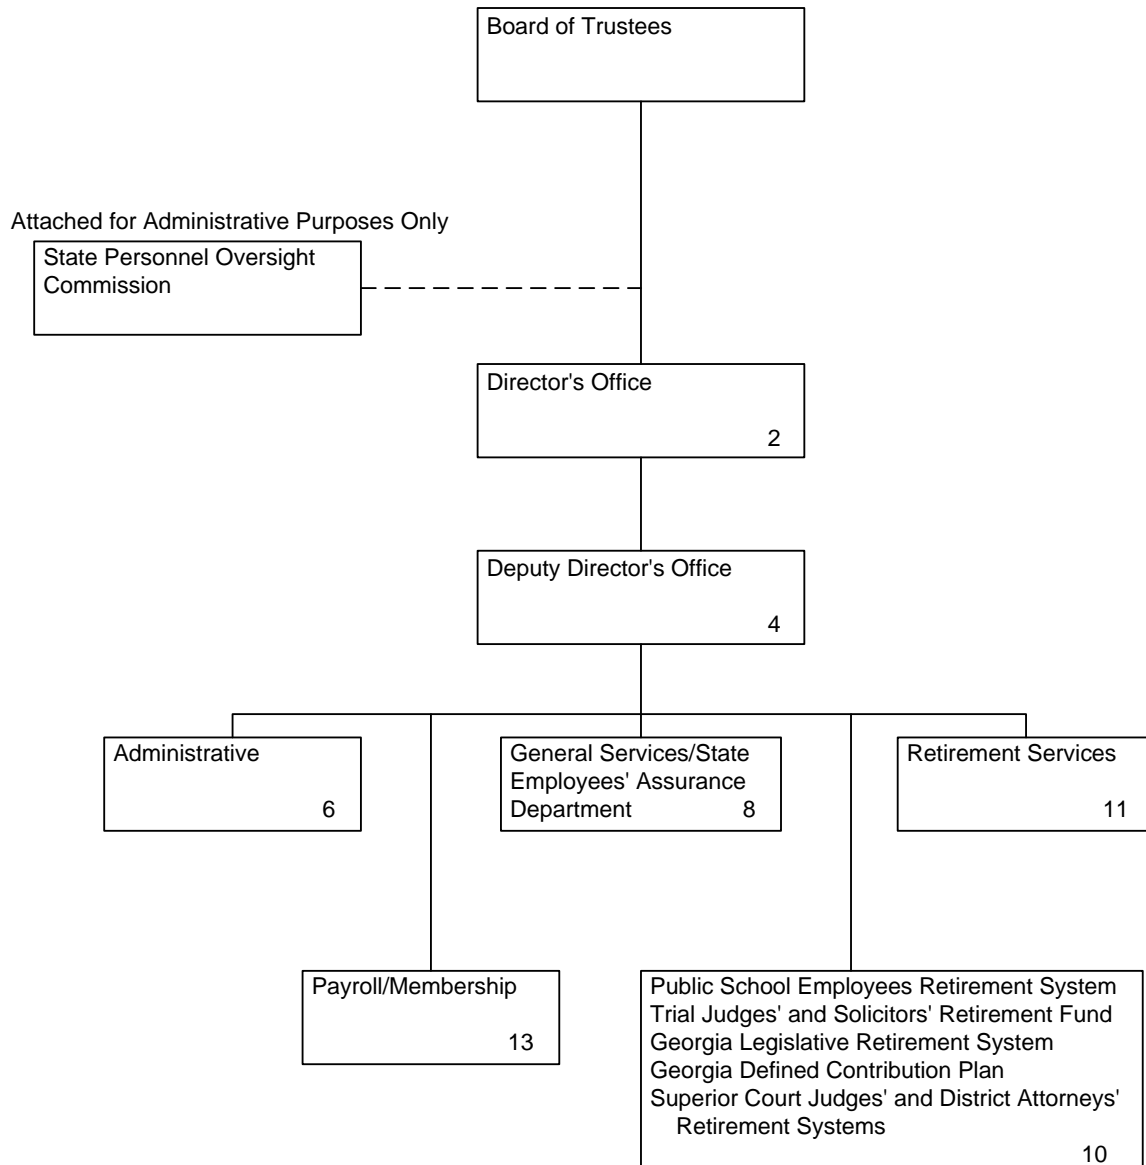 Board of Trustees
Attached for Administrative Purposes Only
State Personnel Oversight
Commission
Director's Office
2
Deputy Director's Office
4
Administrative
6
General Services/State
Employees' Assurance
Department 8
Retirement Services
11
Payroll/Membership
13
Public School Employees Retirement System
Trial Judges' and Solicitors' Retirement Fund
Georgia Legislative Retirement System
Georgia Defined Contribution Plan
Superior Court Judges' and District Attorneys'
Retirement Systems
10